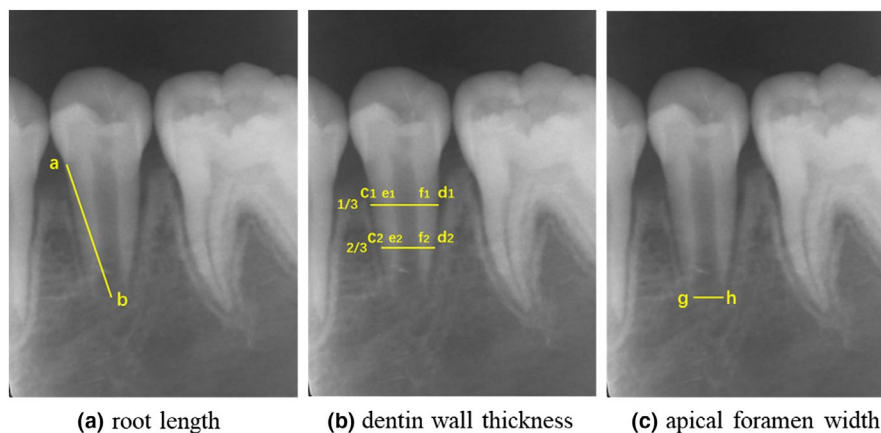 a
b
(a) root length
1/3 C1 e1 f1 d1
2/3 C2 e2 f2 d2
(b) dentin wall thickness
g h
(c) apical foramen width